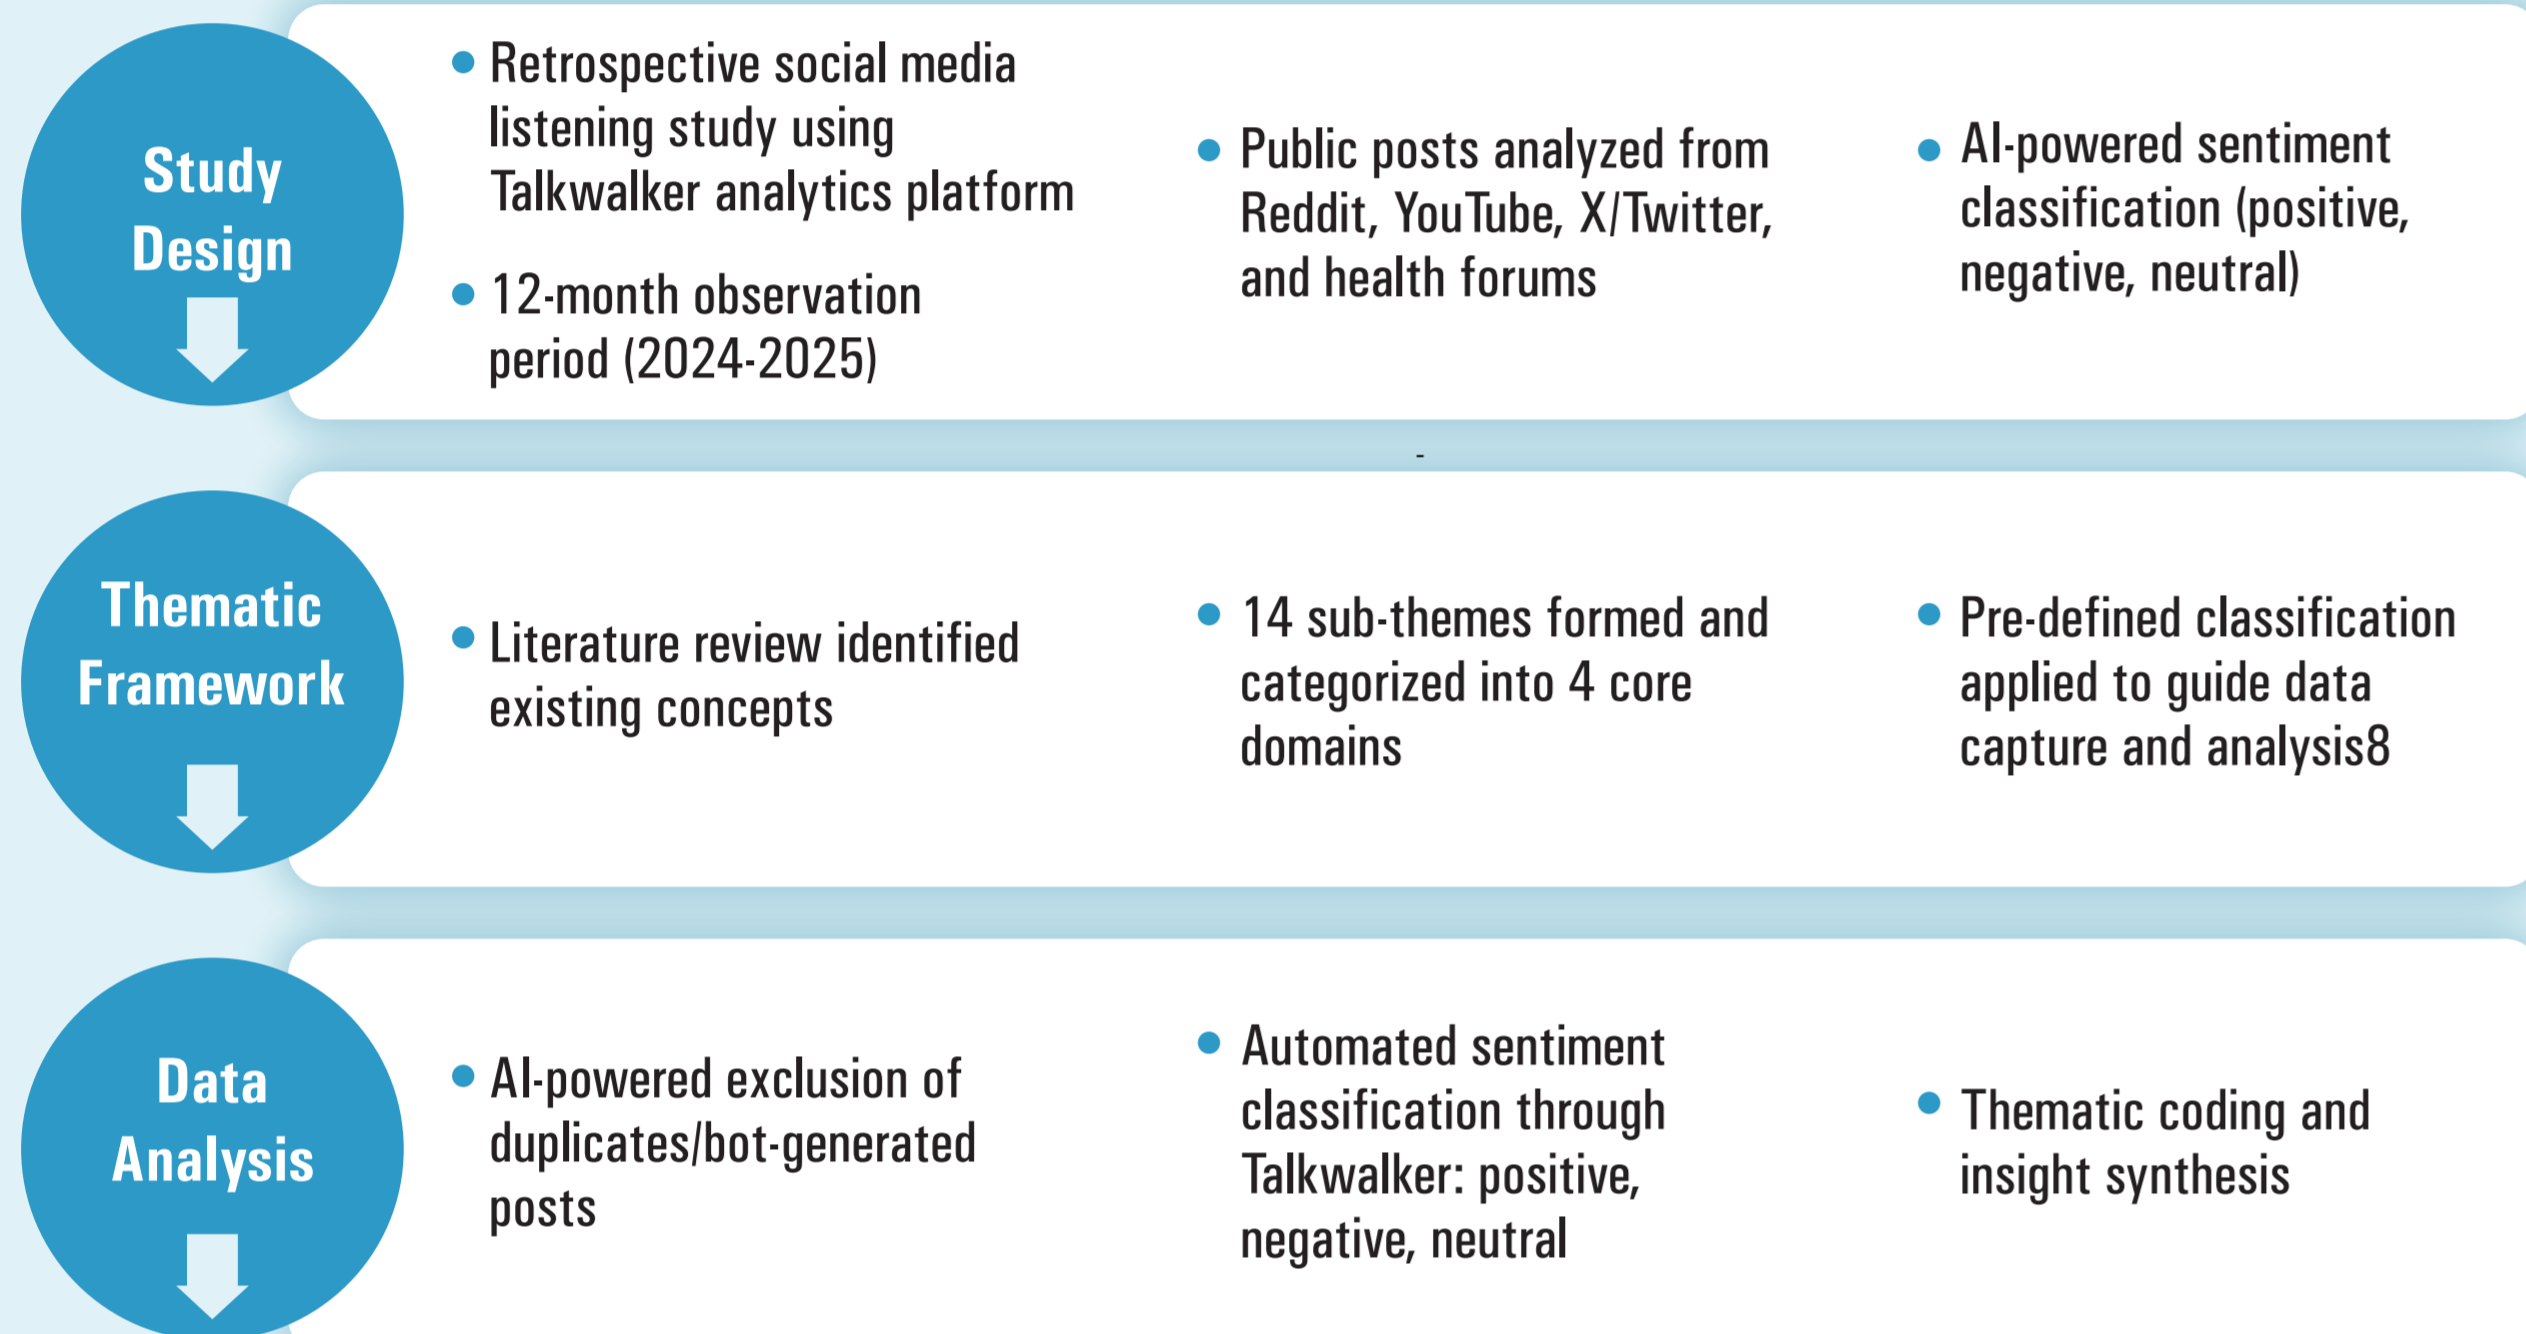 Study
Design
• Retrospective social media
listening study using
Talkwalker analytics platform
• 12-month observation
period (2024-2025)
• Public posts analyzed from
Reddit, YouTube, X/Twitter,
and health forums
• AI-powered sentiment
classification (positive,
negative, neutral)
-
Thematic
Framework
• Literature review identified
existing concepts
• 14 sub-themes formed and
categorized into 4 core
domains
• Pre-defined classification
applied to guide data
capture and analysis8
Data
Analysis
• AI-powered exclusion of
duplicates/bot-generated
posts
• Automated sentiment
classification through
Talkwalker: positive,
negative, neutral
• Thematic coding and
insight synthesis